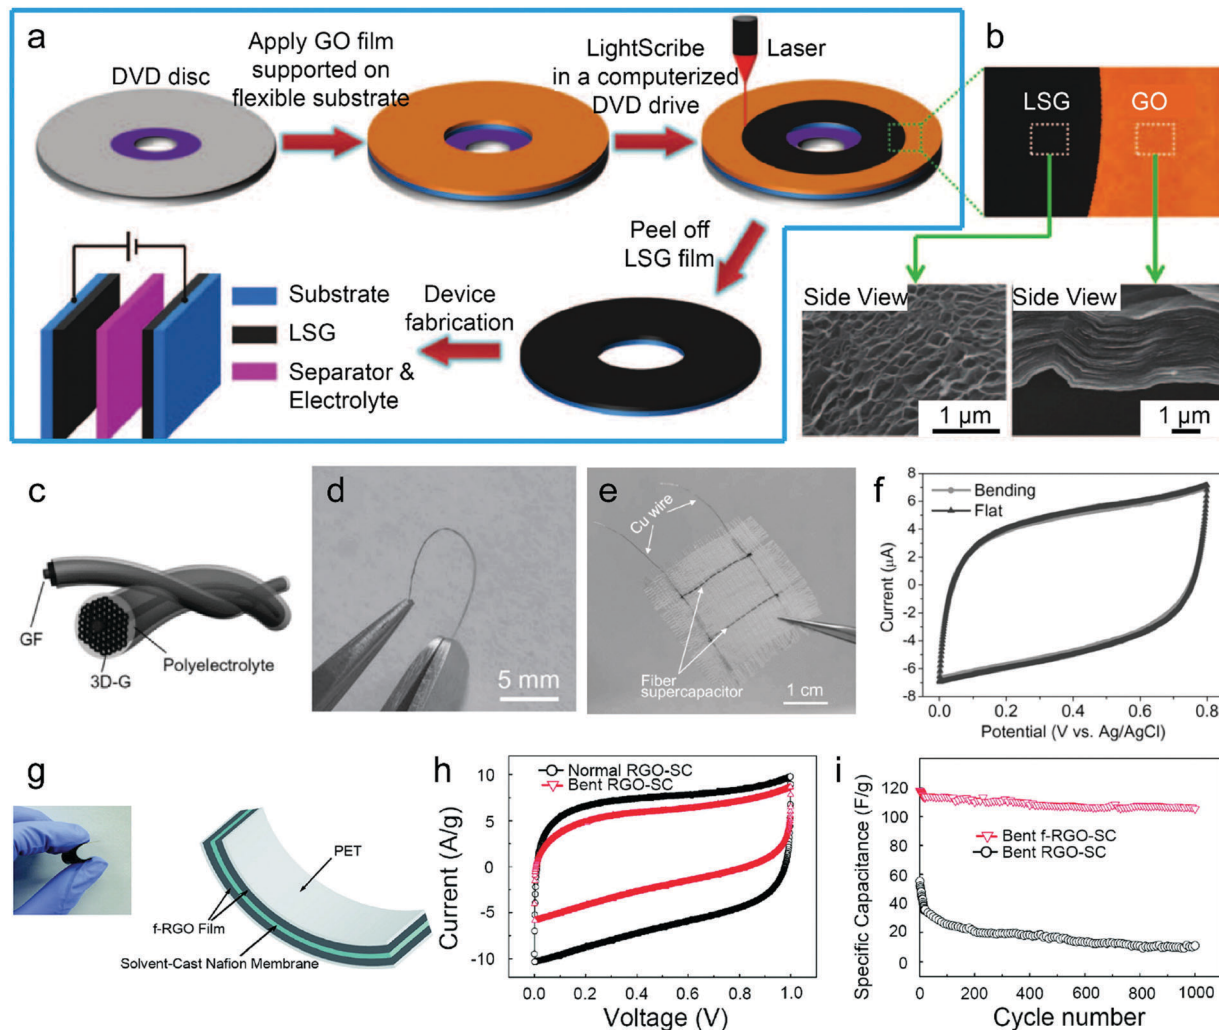 a
DVD disc
Apply GO film
supported on
flexible substrate
LightScribe
in a computerized
DVD drive
Laser
Peel off
LSG film
Device
fabrication
Substrate
LSG
Separator &
Electrolyte
b
LSG
GO
Side View
1 μm
Side View
1 μm
c
GF
3D-G
Polyelectrolyte
d
5 mm
e
Cu wire
Fiber
supercapacitor
1 cm
f
Bending
Flat
Current (μA)
8
6
4
2
0
-2
-4
-6
-8
0.0 0.2 0.4 0.6 0.8
Potential (V vs. Ag/AgCl)
g
PET
f-RGO Film
Solvent-Cast Nafion Membrane
h
Normal RGO-SC
Bent RGO-SC
Current (A/g)
10
5
0
-5
-10
0.0 0.2 0.4 0.6 0.8 1.0
Voltage (V)
i
Bent f-RGO-SC
Bent RGO-SC
Specific Capacitance (F/g)
120
100
80
60
40
20
0
0 200 400 600 800 1000
Cycle number